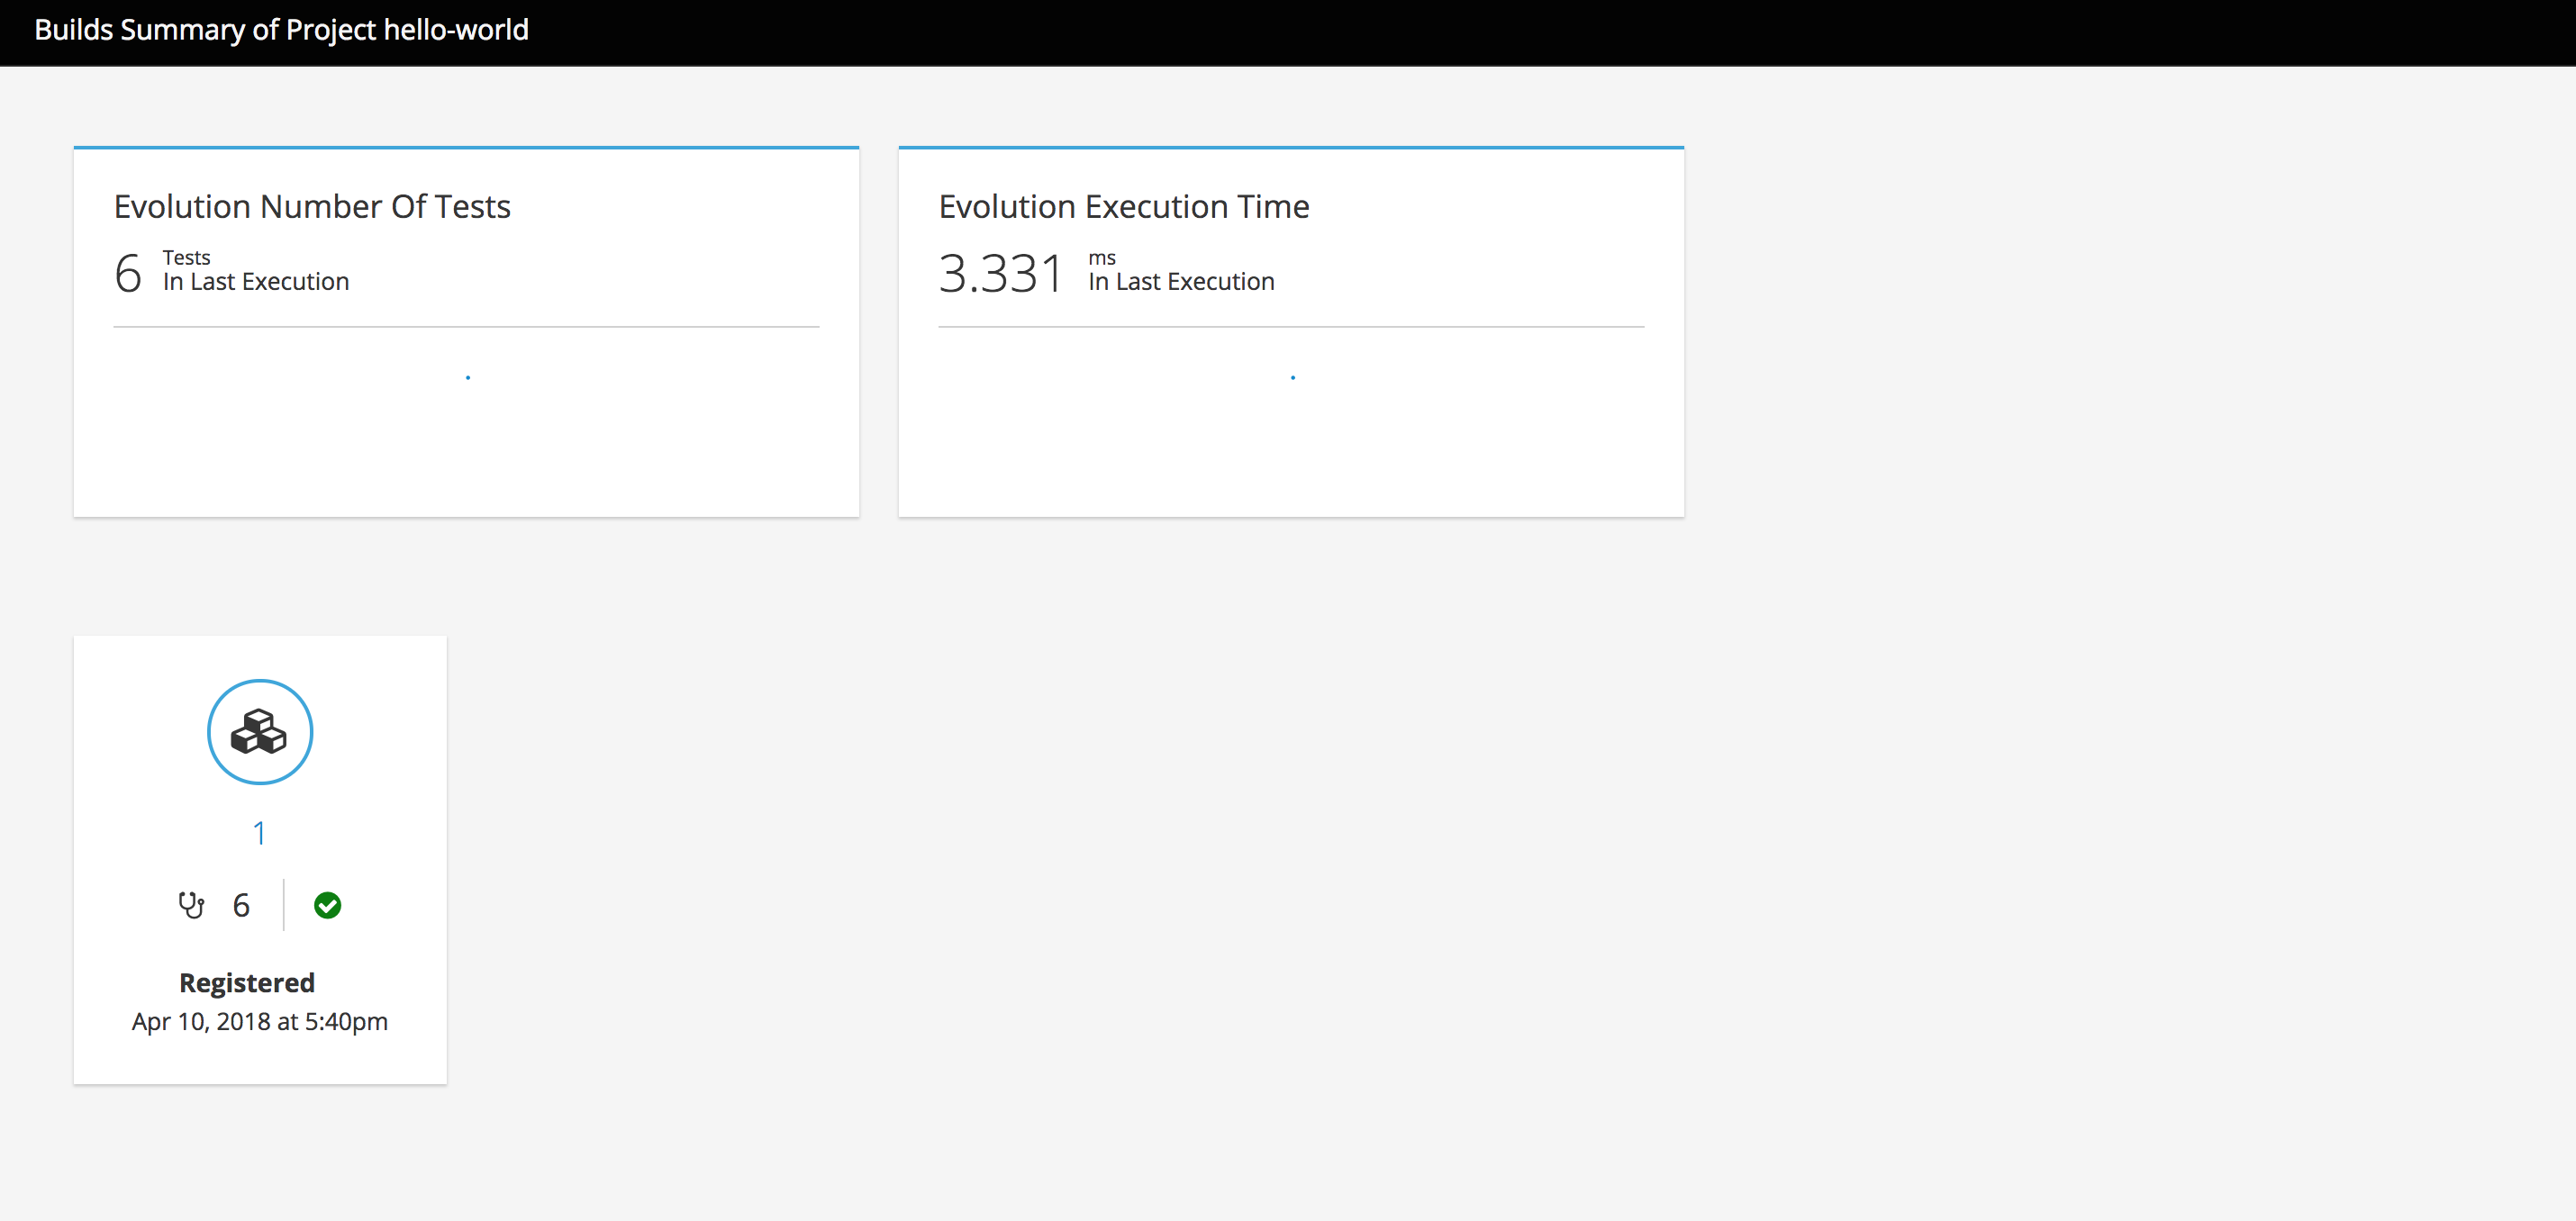 Builds Summary of Project hello-world
Evolution Number Of Tests
6 Tests
In Last Execution
Evolution Execution Time
3.331 ms
In Last Execution
1
6
Registered
Apr 10, 2018 at 5:40pm